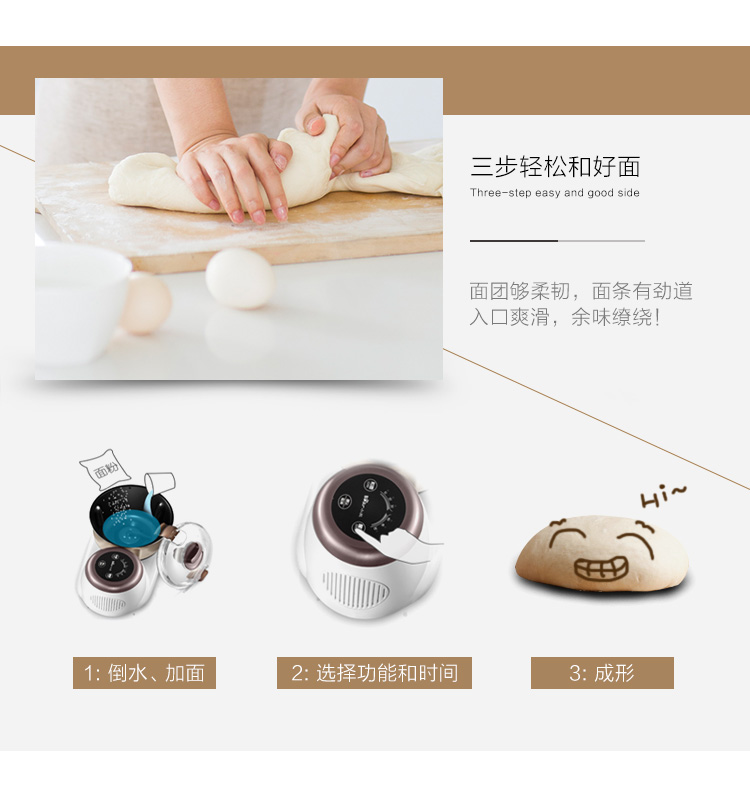 三步轻松和好面
Three-step easy and good side
面团够柔韧，面条有劲道
入口爽滑，余味缭绕！
面粉
Hi~
1: 倒水、加面
2: 选择功能和时间
3: 成形